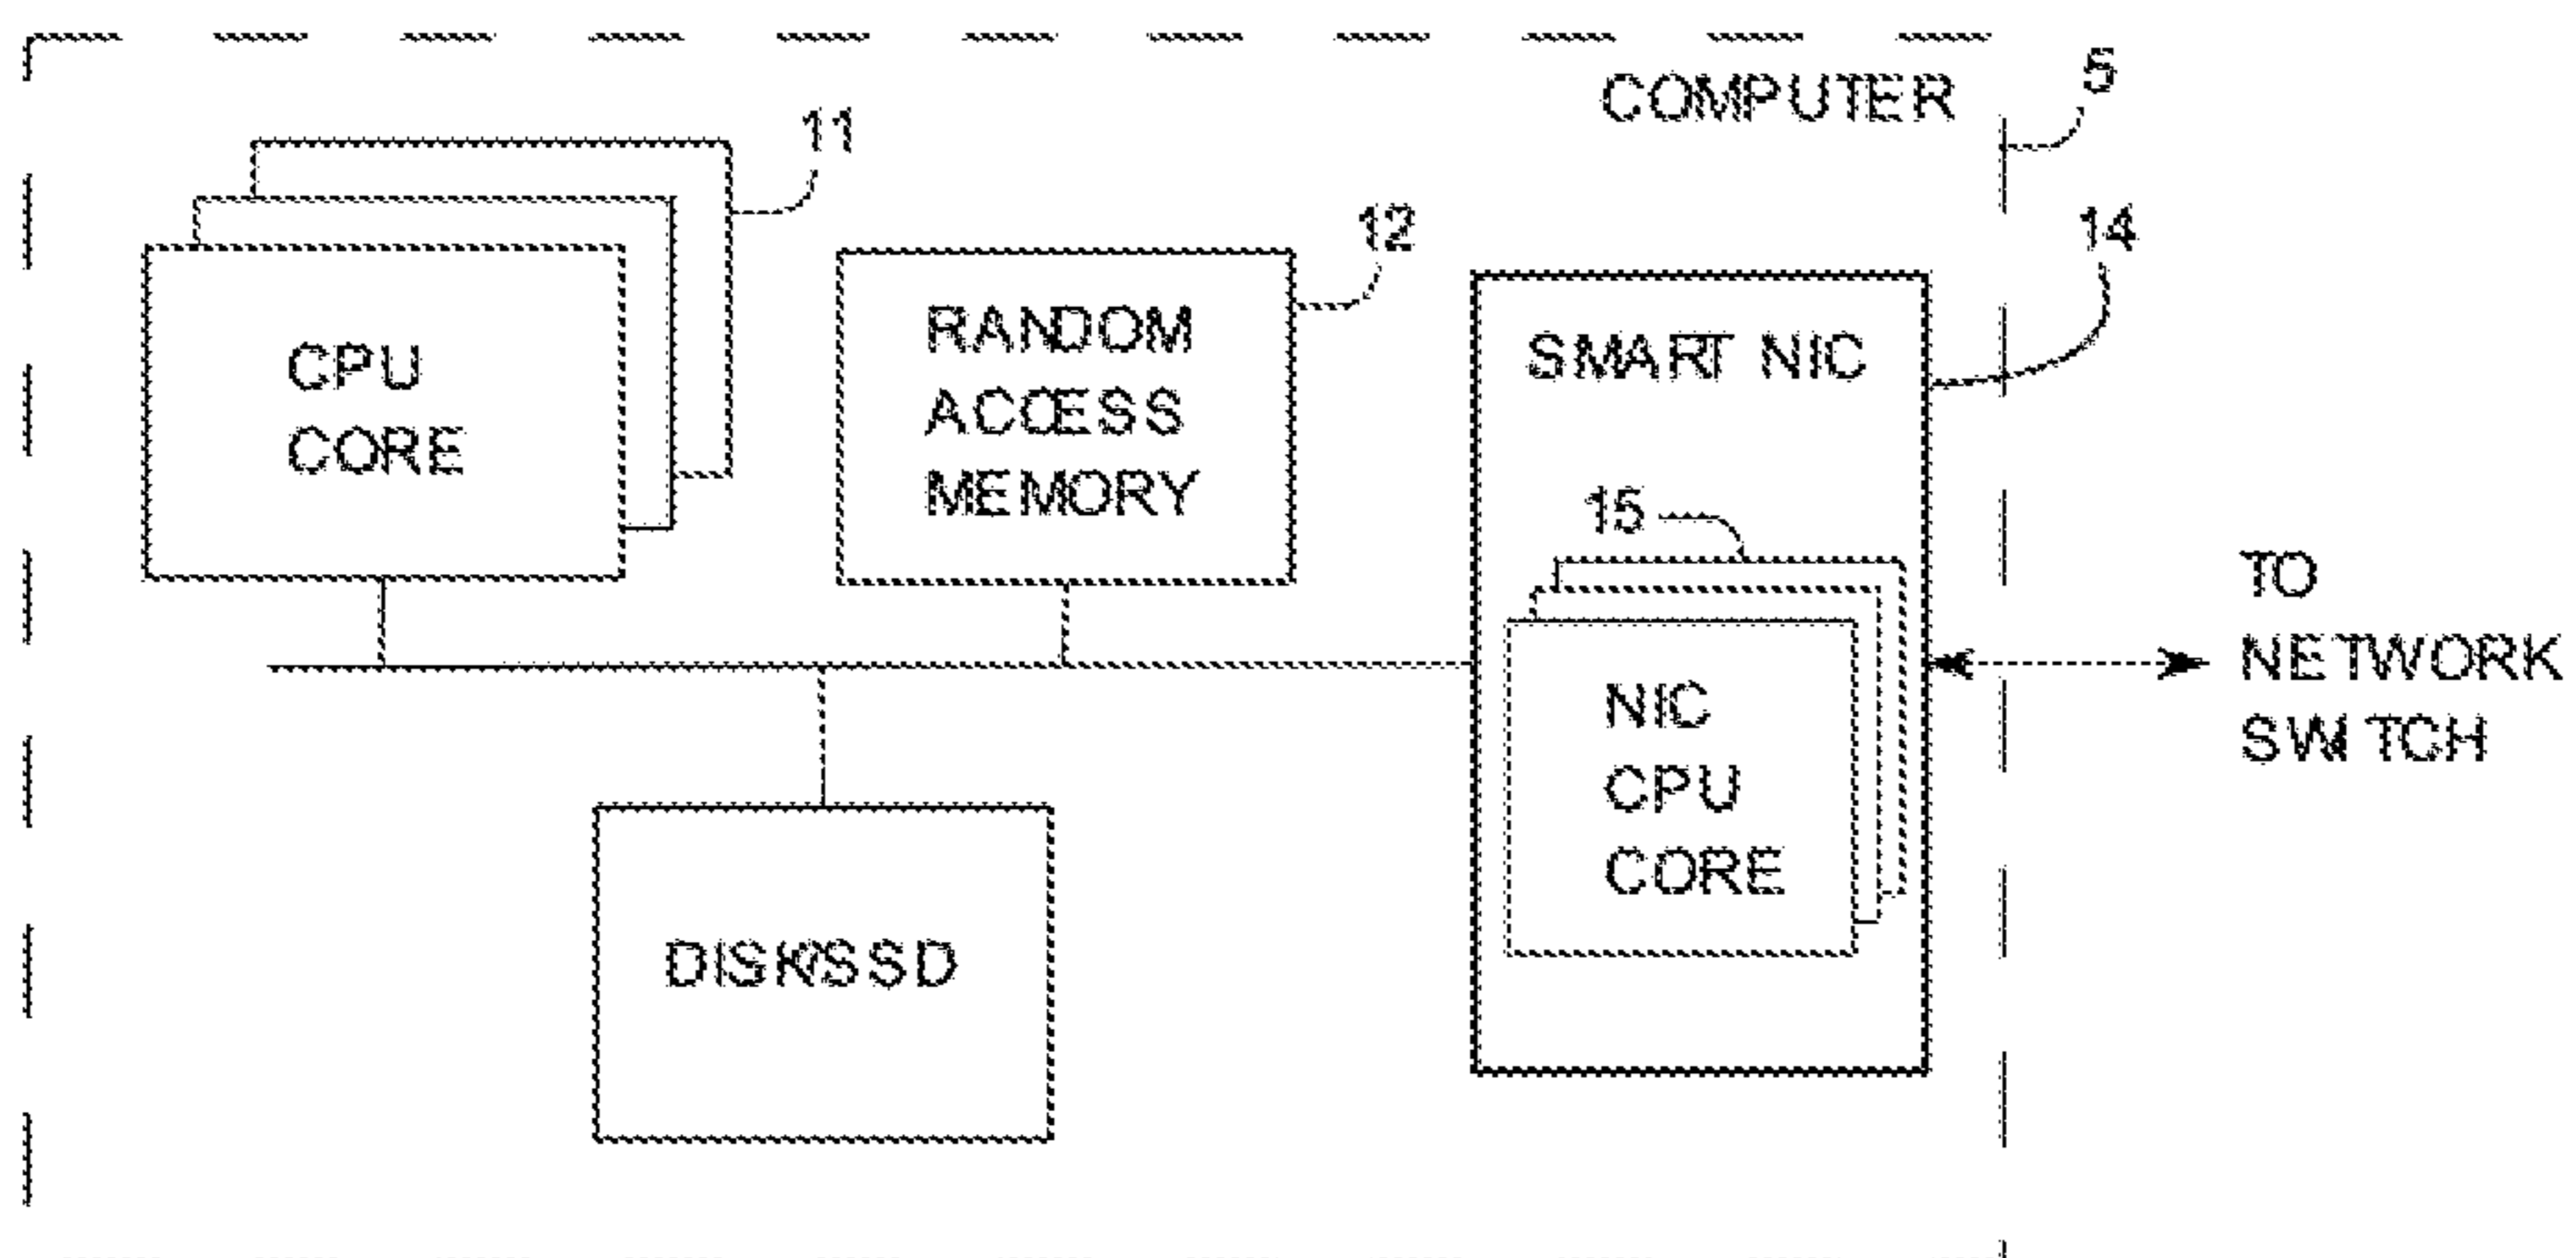 COMPUTER
5
11
12
14
CPU
CORE
RANDOM
ACCESS
MEMORY
SMART NIC
15
NIC
CPU
CORE
TO
NETWORK
SWITCH
DISK/SSD